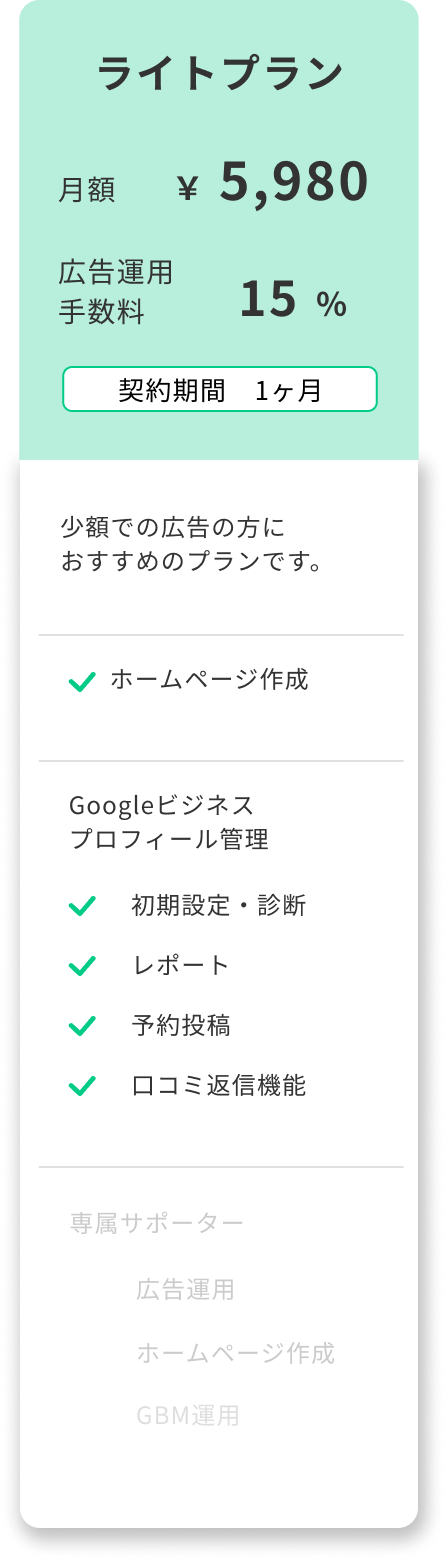 ライトプラン
月額　¥ 5,980
広告運用
手数料　15 %
契約期間　1ヶ月
少額での広告の方に
おすすめのプランです。
ホームページ作成
Googleビジネス
プロフィール管理
初期設定・診断
レポート
予約投稿
口コミ返信機能
専属サポーター
広告運用
ホームページ作成
GBM運用